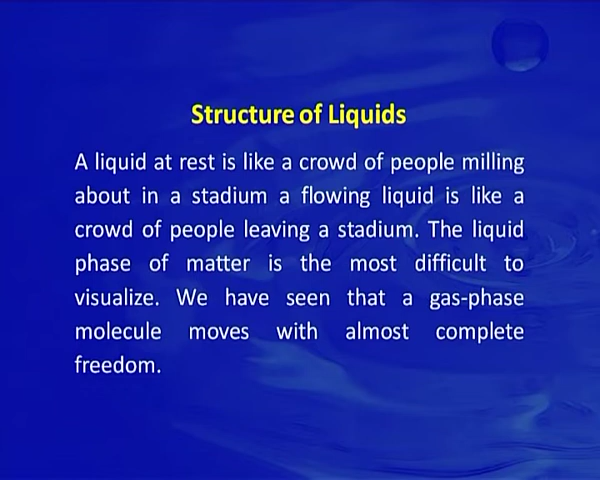 Structure of Liquids
A liquid at rest is like a crowd of people milling
about in a stadium a flowing liquid is like a
crowd of people leaving a stadium. The liquid
phase of matter is the most difficult to
visualize. We have seen that a gas-phase
molecule moves with almost complete
freedom.